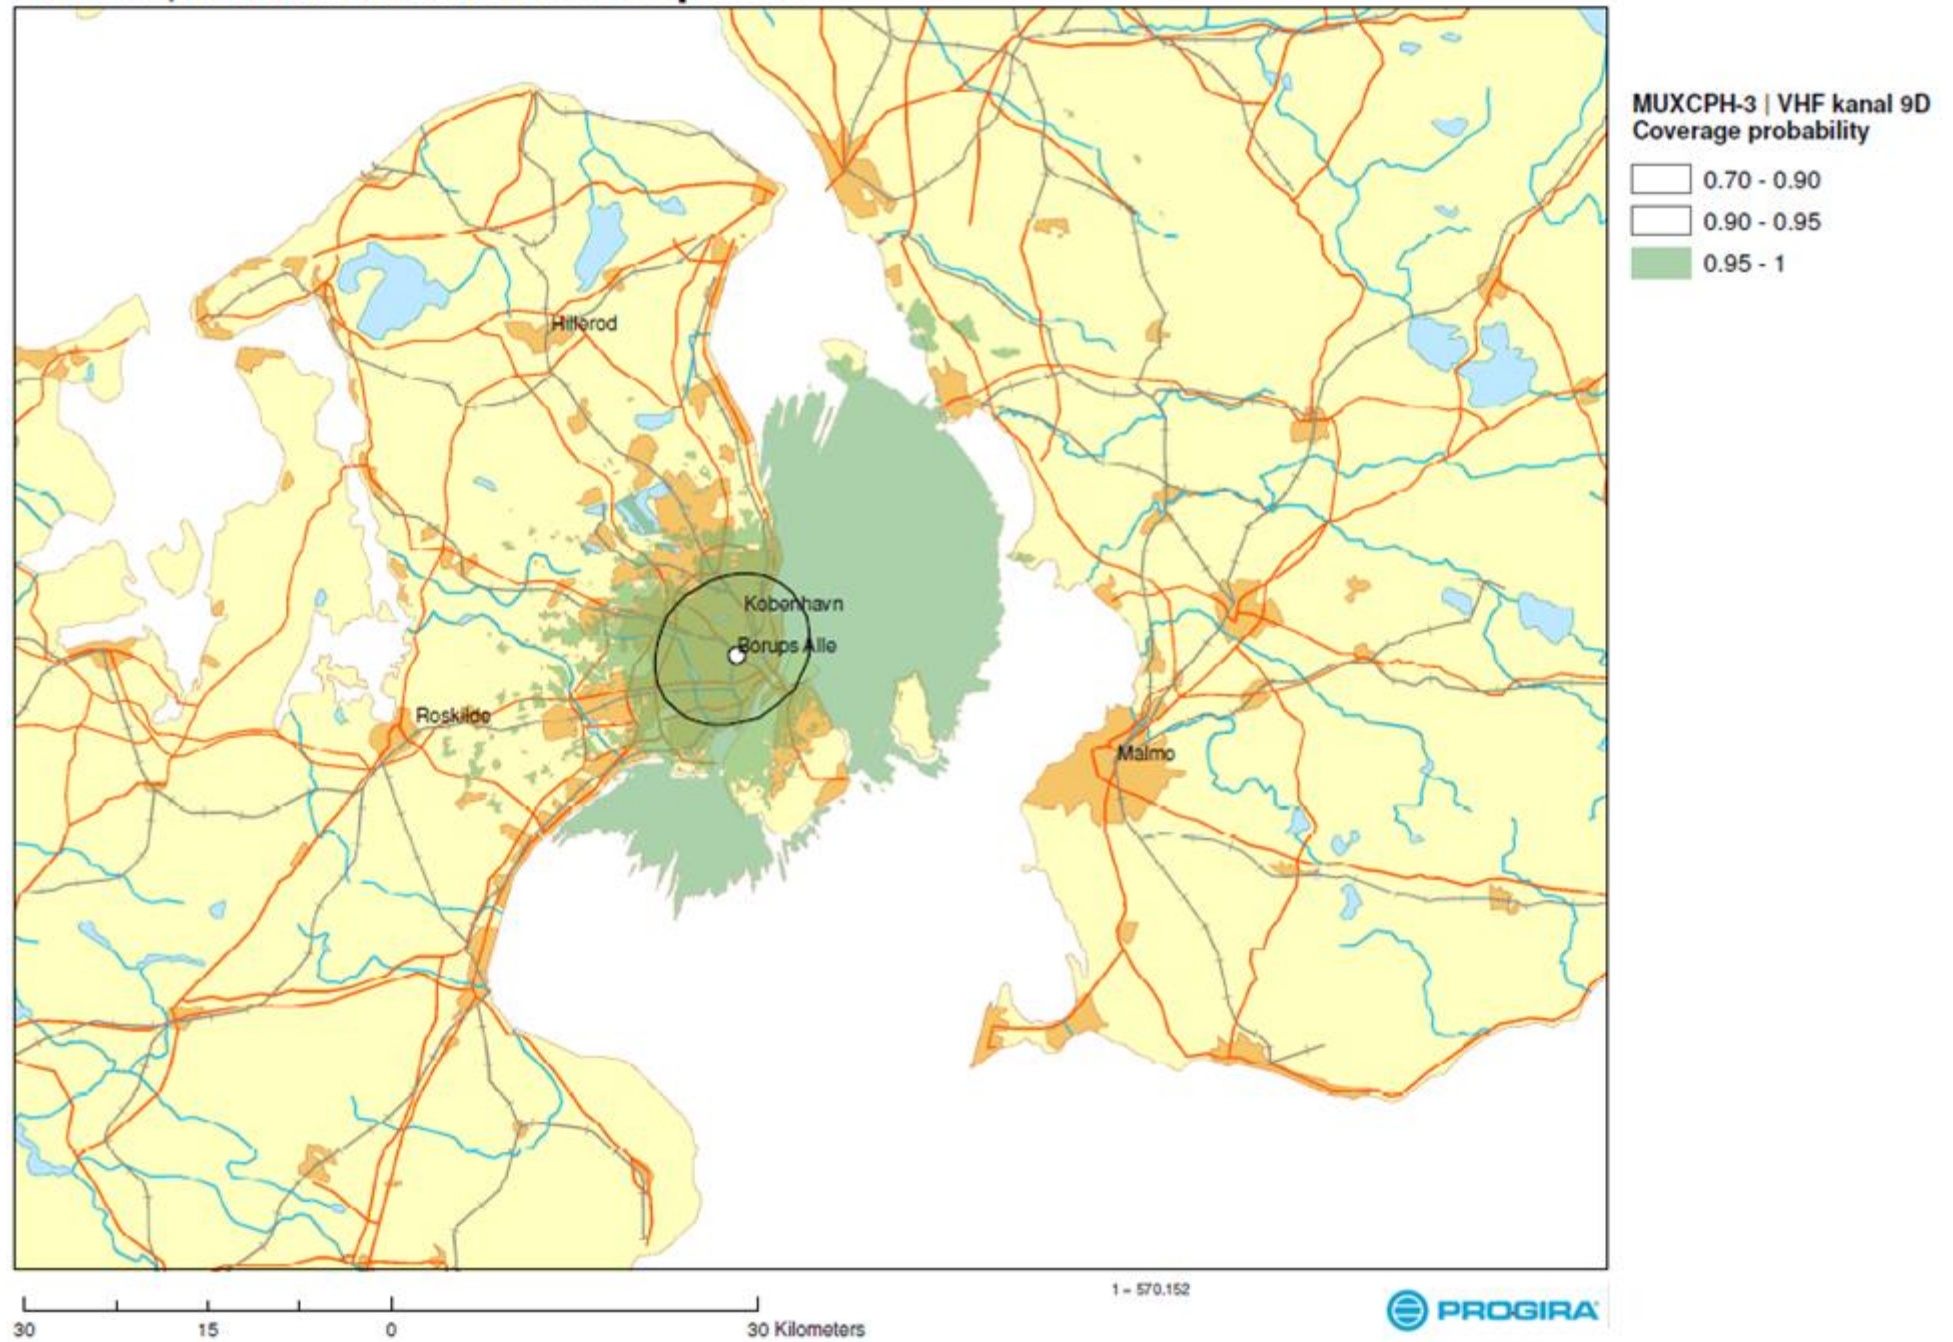 MUXCPH-3 | VHF kanal 9D
Coverage probability
0.70 - 0.90
0.90 - 0.95
0.95 - 1
Hillerod
Kobenhavn
Borups Alle
Roskilde
Malmo
1 = 570.152
30 15 0 30 Kilometers
PROGIRA